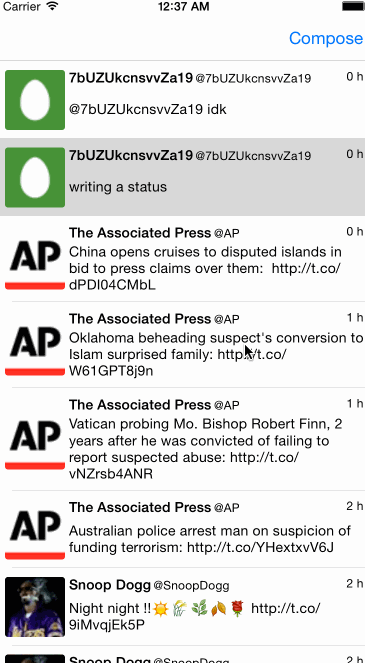 Carrier 12:37 AM
Compose
7bUZUkcnsvvZa19 @7bUZUkcnsvvZa19 0 h
@7bUZUkcnsvvZa19 idk
7bUZUkcnsvvZa19 @7bUZUkcnsvvZa19 0 h
writing a status
AP
The Associated Press @AP 0 h
China opens cruises to disputed islands in
bid to press claims over them:  http://t.co/
dPDI04CMbL
AP
The Associated Press @AP 1 h
Oklahoma beheading suspect's conversion to
Islam surprised family: http://t.co/
W61GPT8j9n
AP
The Associated Press @AP 1 h
Vatican probing Mo. Bishop Robert Finn, 2
years after he was convicted of failing to
report suspected abuse: http://t.co/
vNZrsb4ANR
AP
The Associated Press @AP 2 h
Australian police arrest man on suspicion of
funding terrorism: http://t.co/YHextxvV6J
Snoop Dogg @SnoopDogg 2 h
Night night !!☀️🌾🌿🍂🌹 http://t.co/
9iMvqjEk5P
Snoop Dogg @SnoopDogg 2 h